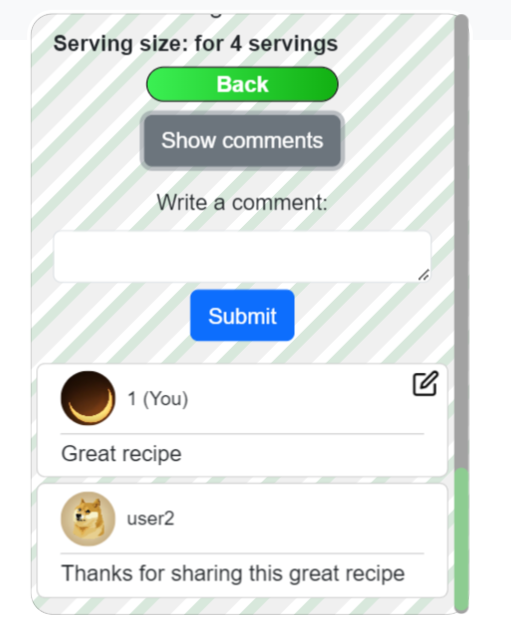 Serving size: for 4 servings
Back
Show comments
Write a comment:
Submit
1 (You)
Great recipe
user2
Thanks for sharing this great recipe